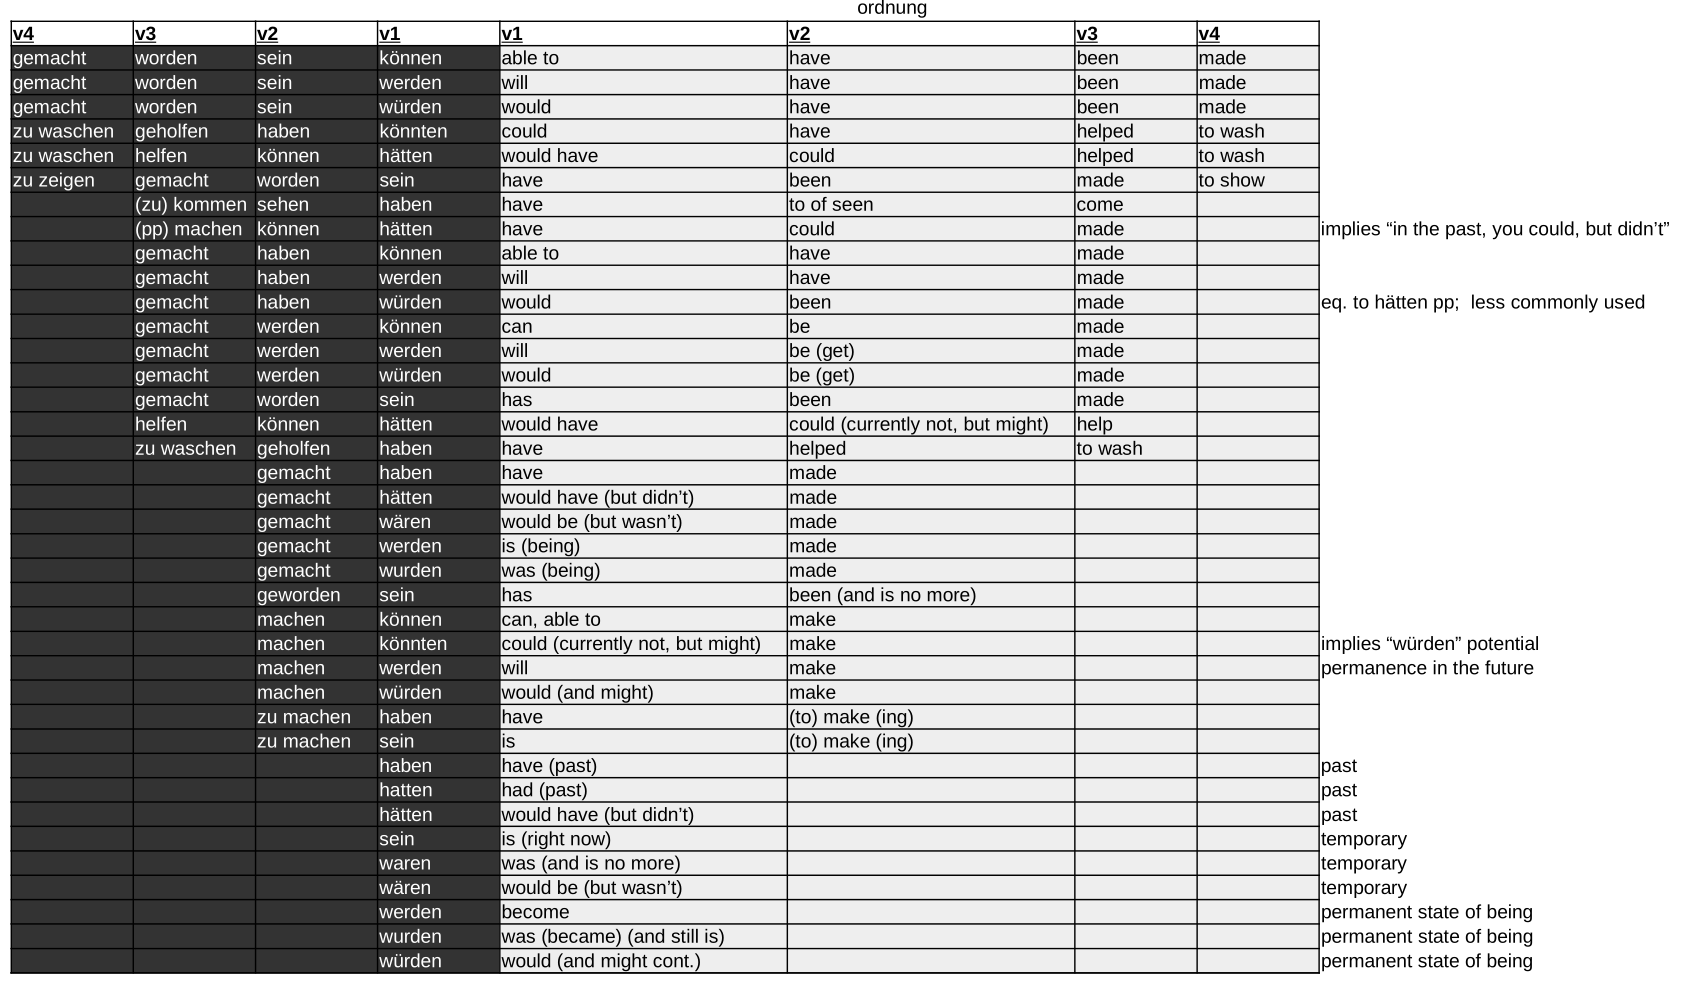 ordnung
v4 v3 v2 v1 v1 v2 v3 v4
gemacht worden sein können able to have been made
gemacht worden sein werden will have been made
gemacht worden sein würden would have been made
zu waschen geholfen haben könnten could have helped to wash
zu waschen helfen können hätten would have could helped to wash
zu zeigen gemacht worden sein have been made to show
(zu) kommen sehen haben have to of seen come
(pp) machen können hätten have could made implies “in the past, you could, but didn’t”
gemacht haben können able to have made
gemacht haben werden will have made
gemacht haben würden would been made eq. to hätten pp;  less commonly used
gemacht werden können can be made
gemacht werden werden will be (get) made
gemacht werden würden would be (get) made
gemacht worden sein has been made
helfen können hätten would have could (currently not, but might) help
zu waschen geholfen haben have helped to wash
gemacht haben have made
gemacht hätten would have (but didn’t) made
gemacht wären would be (but wasn’t) made
gemacht werden is (being) made
gemacht wurden was (being) made
geworden sein has been (and is no more)
machen können can, able to make
machen könnten could (currently not, but might) make implies “würden” potential
machen werden will make permanence in the future
machen würden would (and might) make
zu machen haben have (to) make (ing)
zu machen sein is (to) make (ing)
haben have (past) past
hatten had (past) past
hätten would have (but didn’t) past
sein is (right now) temporary
waren was (and is no more) temporary
wären would be (but wasn’t) temporary
werden become permanent state of being
wurden was (became) (and still is) permanent state of being
würden would (and might cont.) permanent state of being